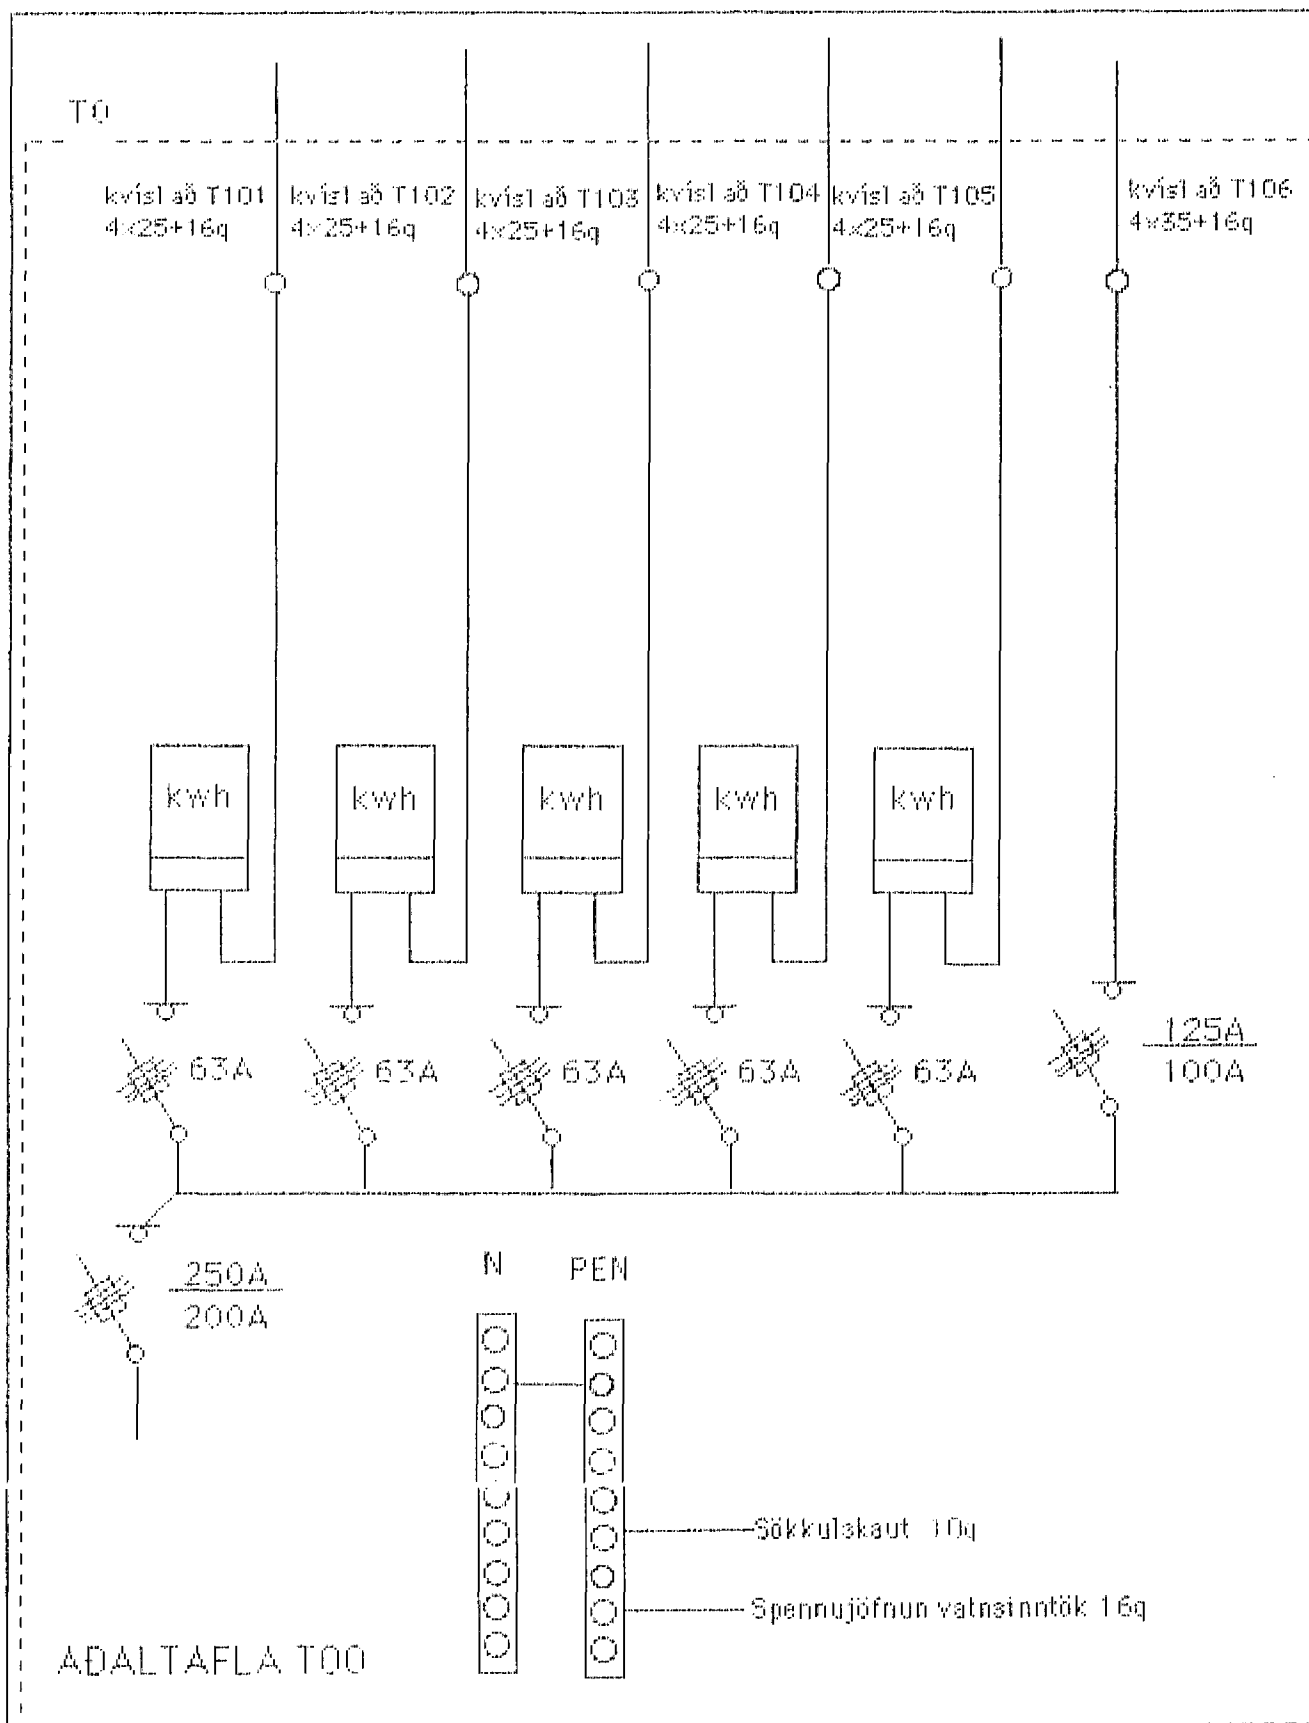 T0
kvísl að T101
4x25+16q
kvísl að T102
4x25+16q
kvísl að T103
4x25+16q
kvísl að T104
4x25+16q
kvísl að T105
4x25+16q
kvísl að T106
4x35+16q
kwh
kwh
kwh
kwh
kwh
63A
63A
63A
63A
63A
125A
100A
250A
200A
N
PEN
Sökkulskaut 10q
Spennujöfnun vatnsinntök 16q
AÐALTAFLA T00